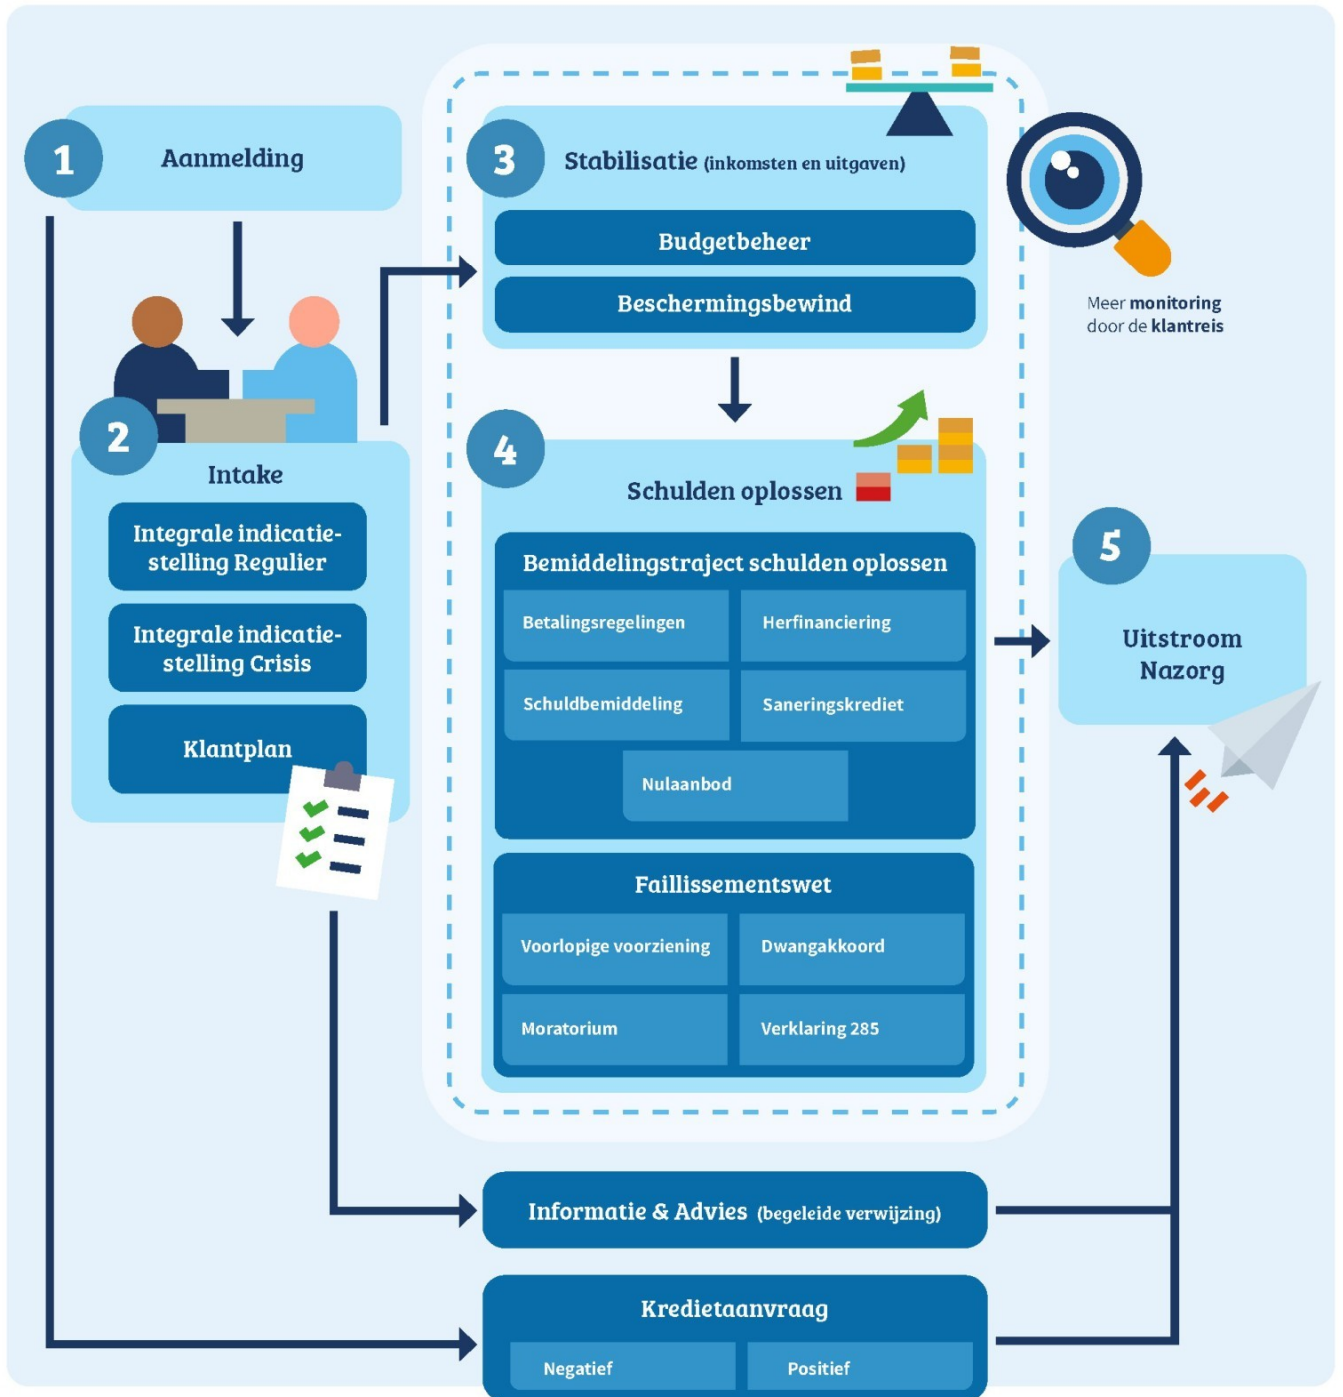 1
Aanmelding
2
Intake
Integrale indicatie-
stelling Regulier
Integrale indicatie-
stelling Crisis
Klantplan
3
Stabilisatie (inkomsten en uitgaven)
Budgetbeheer
Beschermingsbewind
Meer monitoring
door de klantreis
4
Schulden oplossen
Bemiddelingstraject schulden oplossen
Betalingsregelingen
Herfinanciering
Schuldbemiddeling
Saneringskrediet
Nulaanbod
Faillissementswet
Voorlopige voorziening
Dwangakkoord
Moratorium
Verklaring 285
5
Uitstroom
Nazorg
Informatie & Advies (begeleide verwijzing)
Kredietaanvraag
Negatief
Positief